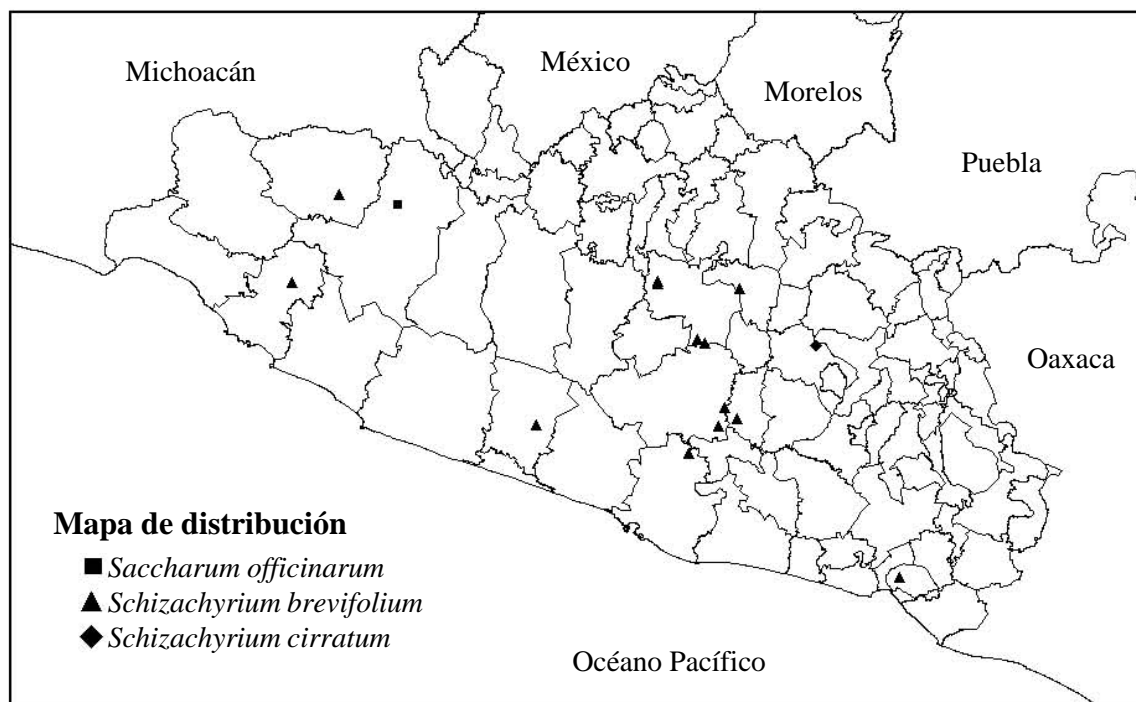 Michoacán
México
Morelos
Puebla
Oaxaca
Mapa de distribución
Saccharum officinarum
Schizachyrium brevifolium
Schizachyrium cirratum
Océano Pacífico